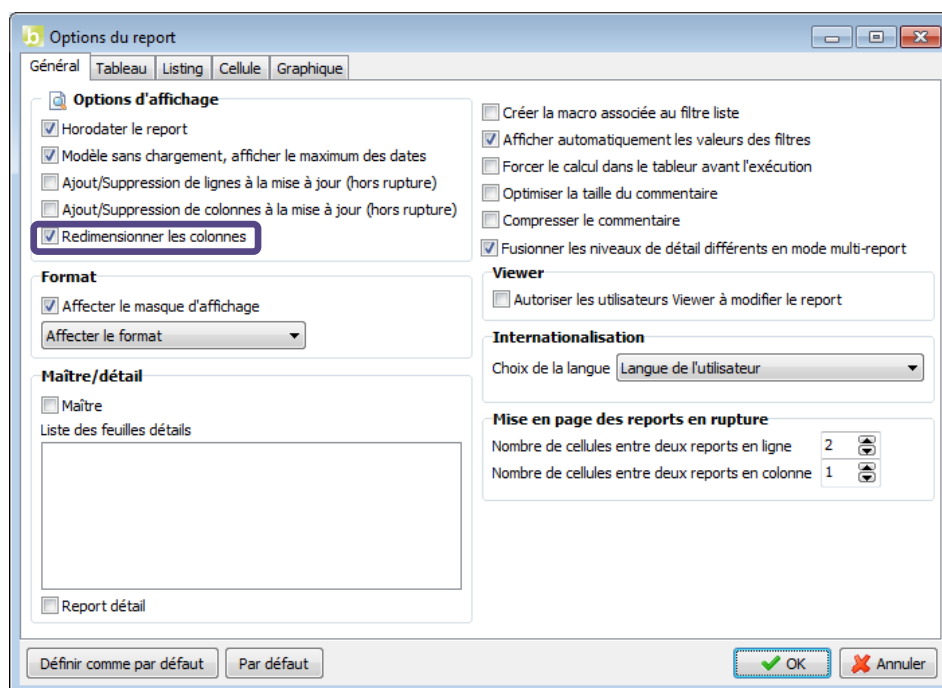 Options du report
Général Tableau Listing Cellule Graphique
Options d'affichage
Horodater le report
Modèle sans chargement, afficher le maximum des dates
Ajout/Suppression de lignes à la mise à jour (hors rupture)
Ajout/Suppression de colonnes à la mise à jour (hors rupture)
Redimensionner les colonnes
Format
Affecter le masque d'affichage
Affecter le format
Maître/détail
Maître
Liste des feuilles détails
Report détail
Créer la macro associée au filtre liste
Afficher automatiquement les valeurs des filtres
Forcer le calcul dans le tableur avant l'exécution
Optimiser la taille du commentaire
Compresser le commentaire
Fusionner les niveaux de détail différents en mode multi-report
Viewer
Autoriser les utilisateurs Viewer à modifier le report
Internationalisation
Choix de la langue Langue de l'utilisateur
Mise en page des reports en rupture
Nombre de cellules entre deux reports en ligne 2
Nombre de cellules entre deux reports en colonne 1
Définir comme par défaut Par défaut OK Annuler